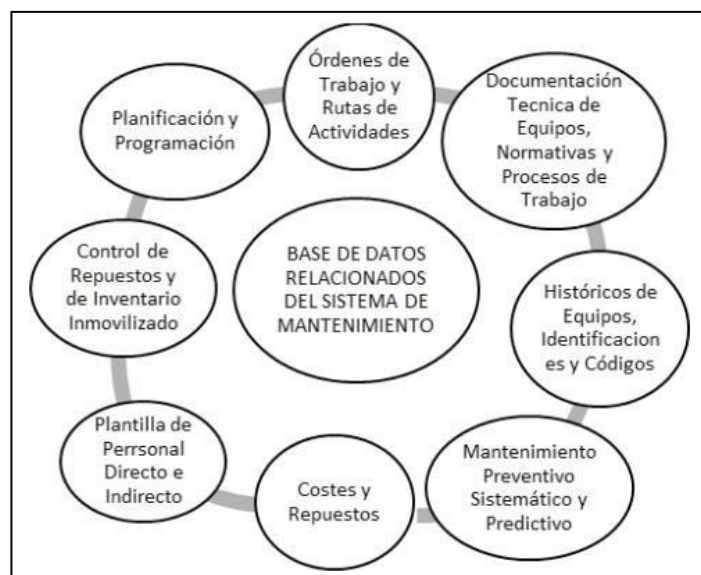 Órdenes de
Trabajo y
Rutas de
Actividades
Documentación
Tecnica de
Equipos,
Normativas y
Procesos de
Trabajo
Históricos de
Equipos,
Identificacion
es y Códigos
Mantenimiento
Preventivo
Sistemático y
Predictivo
Costes y
Repuestos
Plantilla de
Perrsonal
Directo e
Indirecto
Control de
Repuestos y
de Inventario
Inmovilizado
Planificación y
Programación
BASE DE DATOS
RELACIONADOS
DEL SISTEMA DE
MANTENIMIENTO